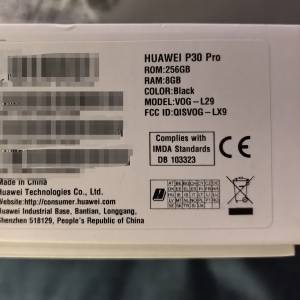 HUAWEI P30 Pro
ROM:256GB
RAM:8GB
COLOR:Black
MODEL:VOG-L29
FCC ID:QISVOG-LX9
Complies with
IMDA Standards
DB 103323
CE
Made in China
Huawei Technologies Co., Ltd.
Website:http://consumer.huawei.com
Huawei Industrial Base, Bantian, Longgang,
Shenzhen 518129, People's Republic of China